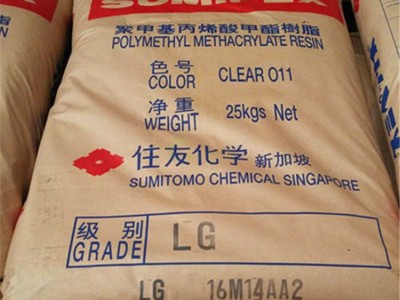 SUMIPEX
聚甲基丙烯酸甲酯樹脂
POLYMETHYL METHACRYLATE RESIN
色号
COLOR CLEAR 011
净重
WEIGHT 25kgs Net
住友化学 新加坡
SUMITOMO CHEMICAL SINGAPORE
级别
GRADE LG
LG 16M14AA2